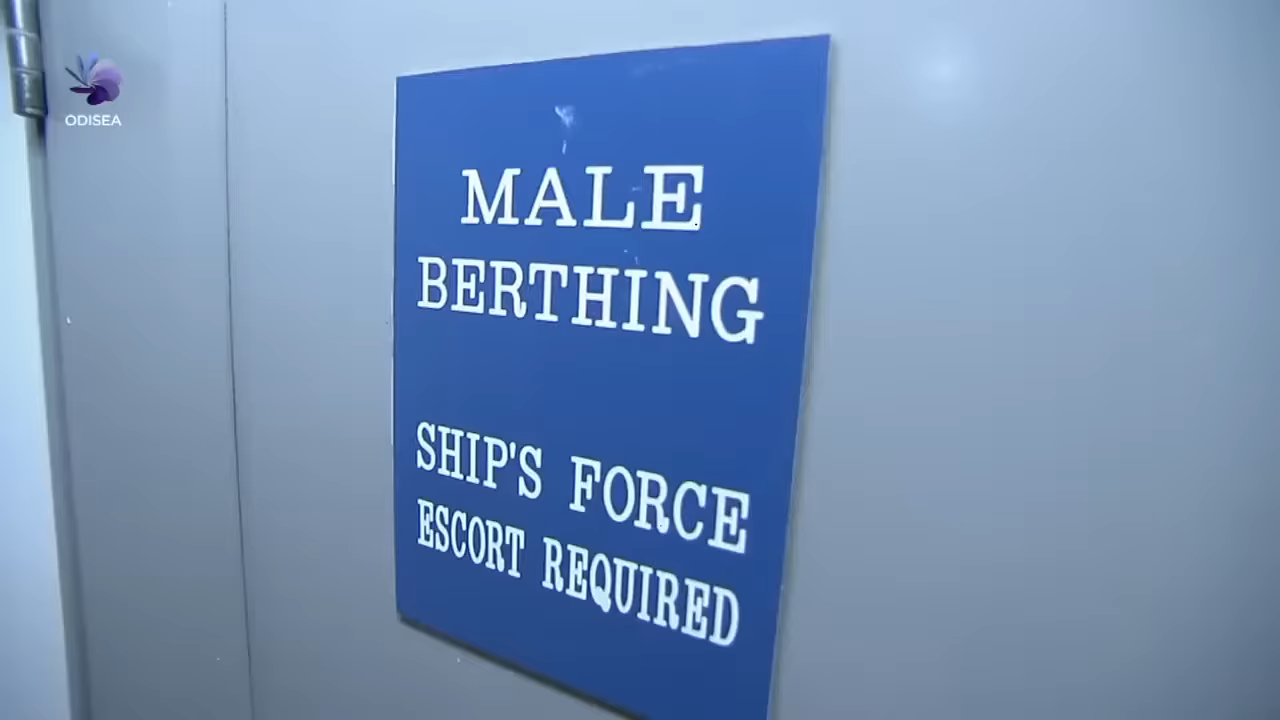 ODISEA
MALE
BERTHING
SHIP'S FORCE
ESCORT REQUIRED